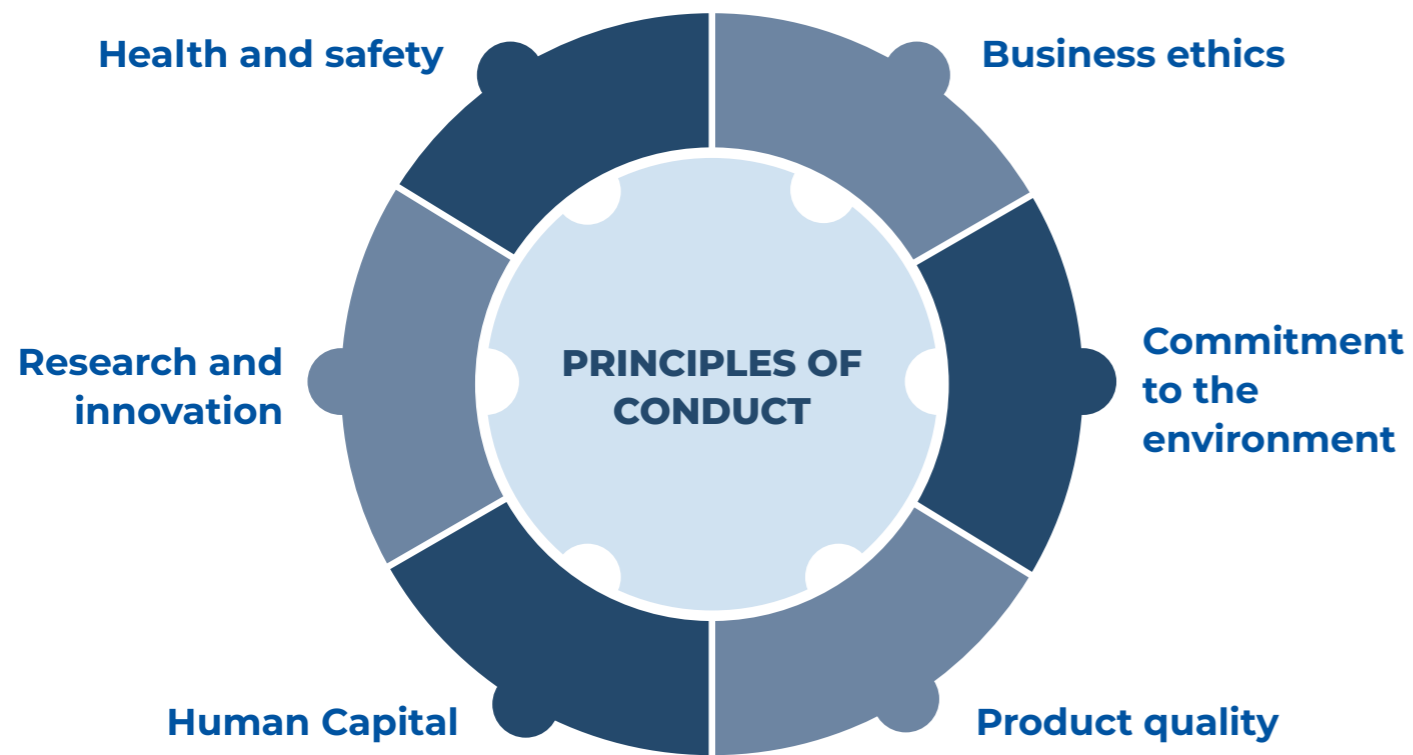 Health and safety
Business ethics
Research and
innovation
PRINCIPLES OF
CONDUCT
Commitment
to the
environment
Human Capital
Product quality